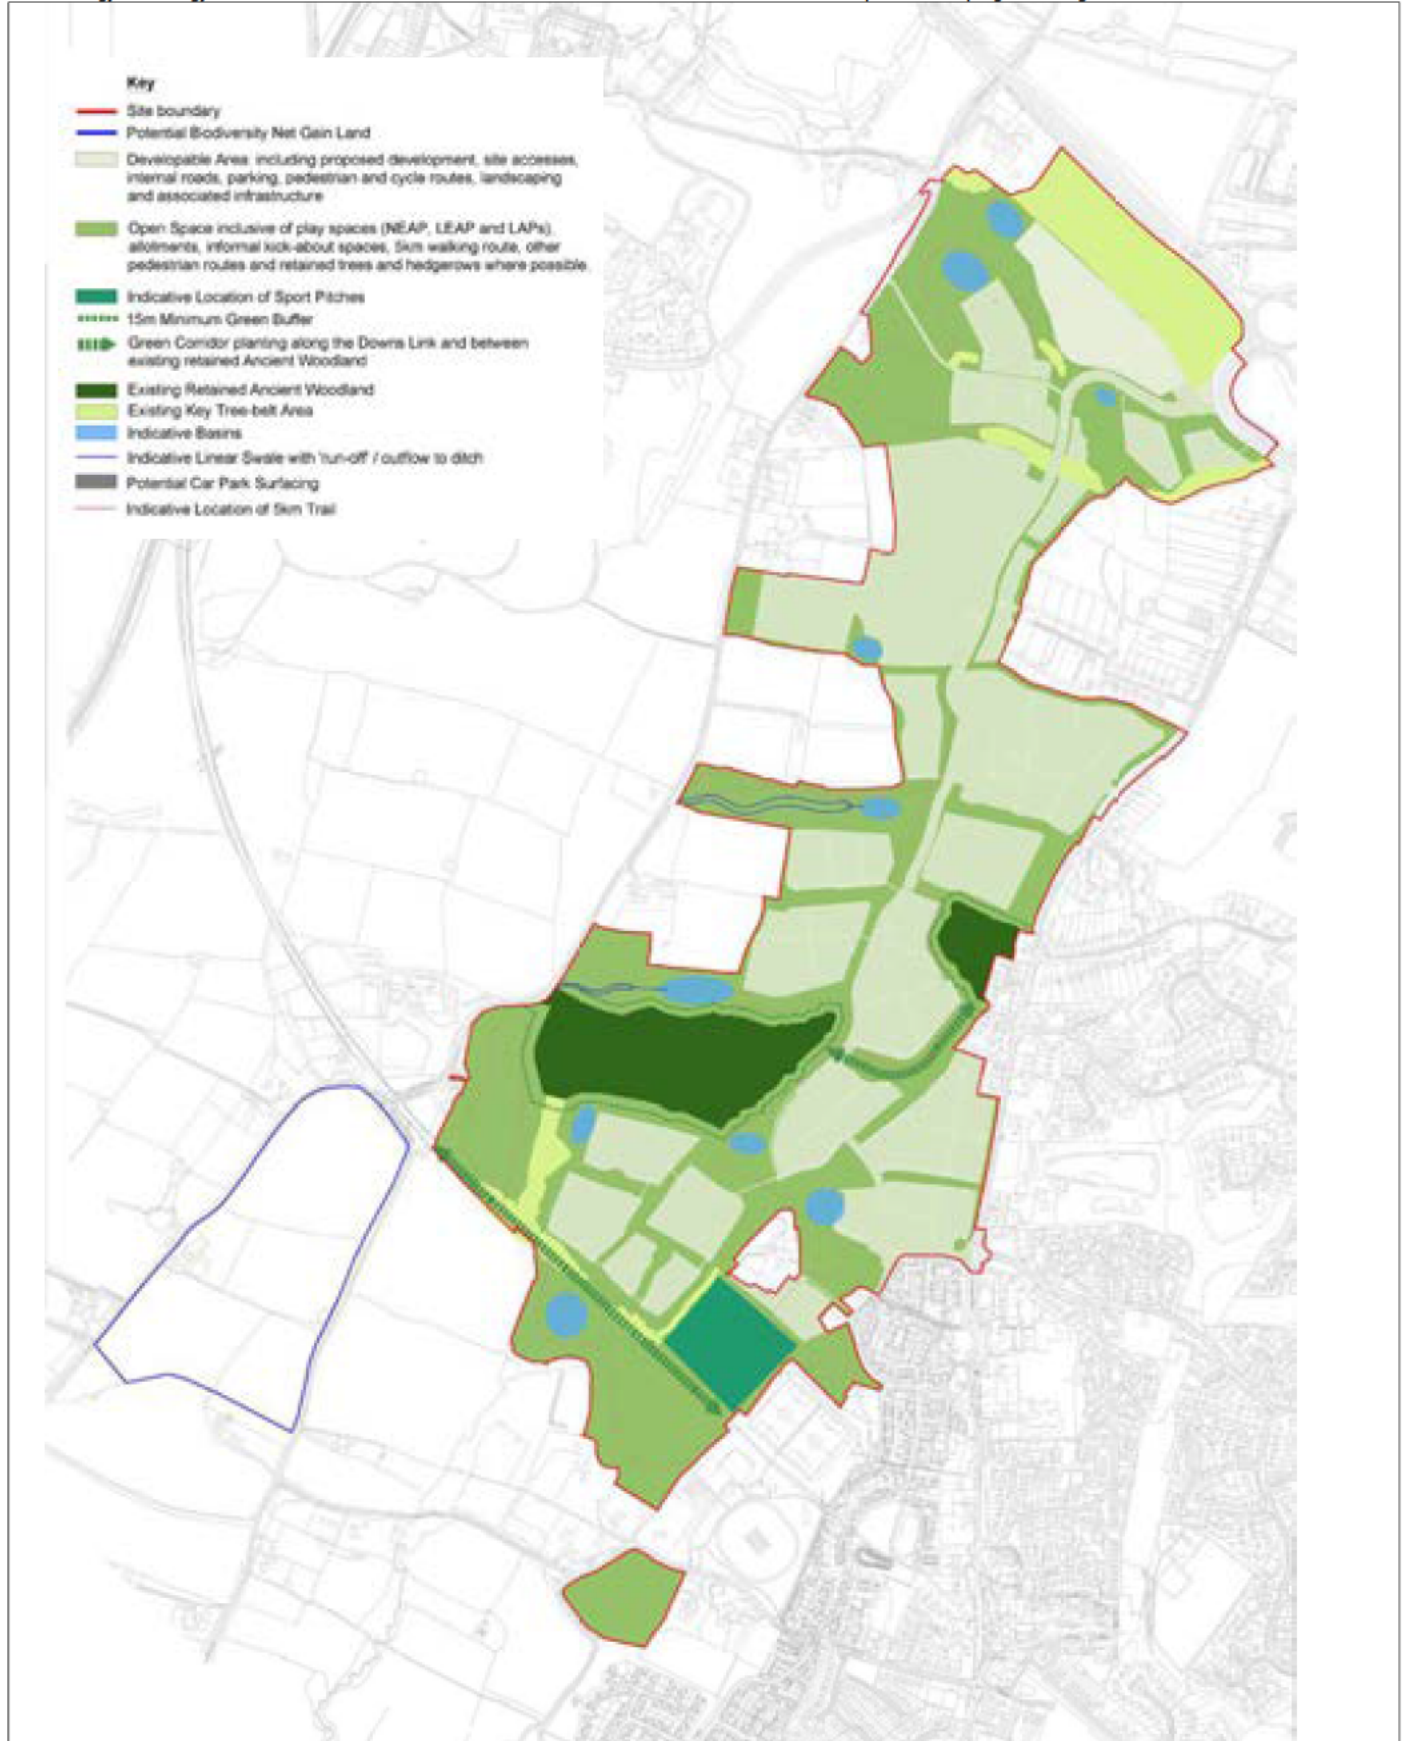 Key
Site boundary
Potential Biodiversity Net Gain Land
Developable Area: including proposed development, site accesses,
internal roads, parking, pedestrian and cycle routes, landscaping
and associated infrastructure
Open Space inclusive of play spaces (NEAP, LEAP and LAPs),
allotments, informal kick-about spaces, 5km walking route, other
pedestrian routes and retained trees and hedgerows where possible.
Indicative Location of Sport Pitches
15m Minimum Green Buffer
Green Corridor planting along the Downs Link and between
existing retained Ancient Woodland
Existing Retained Ancient Woodland
Existing Key Tree-belt Area
Indicative Basins
Indicative Linear Swale with 'run-off' / outflow to ditch
Potential Car Park Surfacing
Indicative Location of 5km Trail